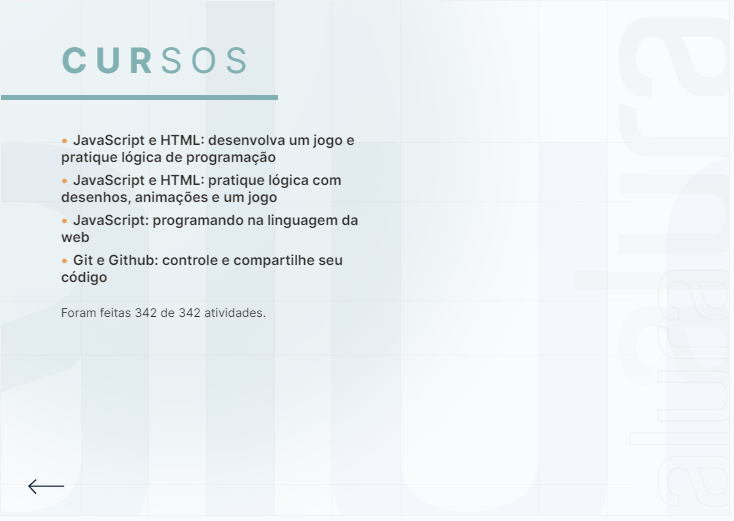 CURSOS
• JavaScript e HTML: desenvolva um jogo e
pratique lógica de programação
• JavaScript e HTML: pratique lógica com
desenhos, animações e um jogo
• JavaScript: programando na linguagem da
web
• Git e Github: controle e compartilhe seu
código
Foram feitas 342 de 342 atividades.
alura
alura